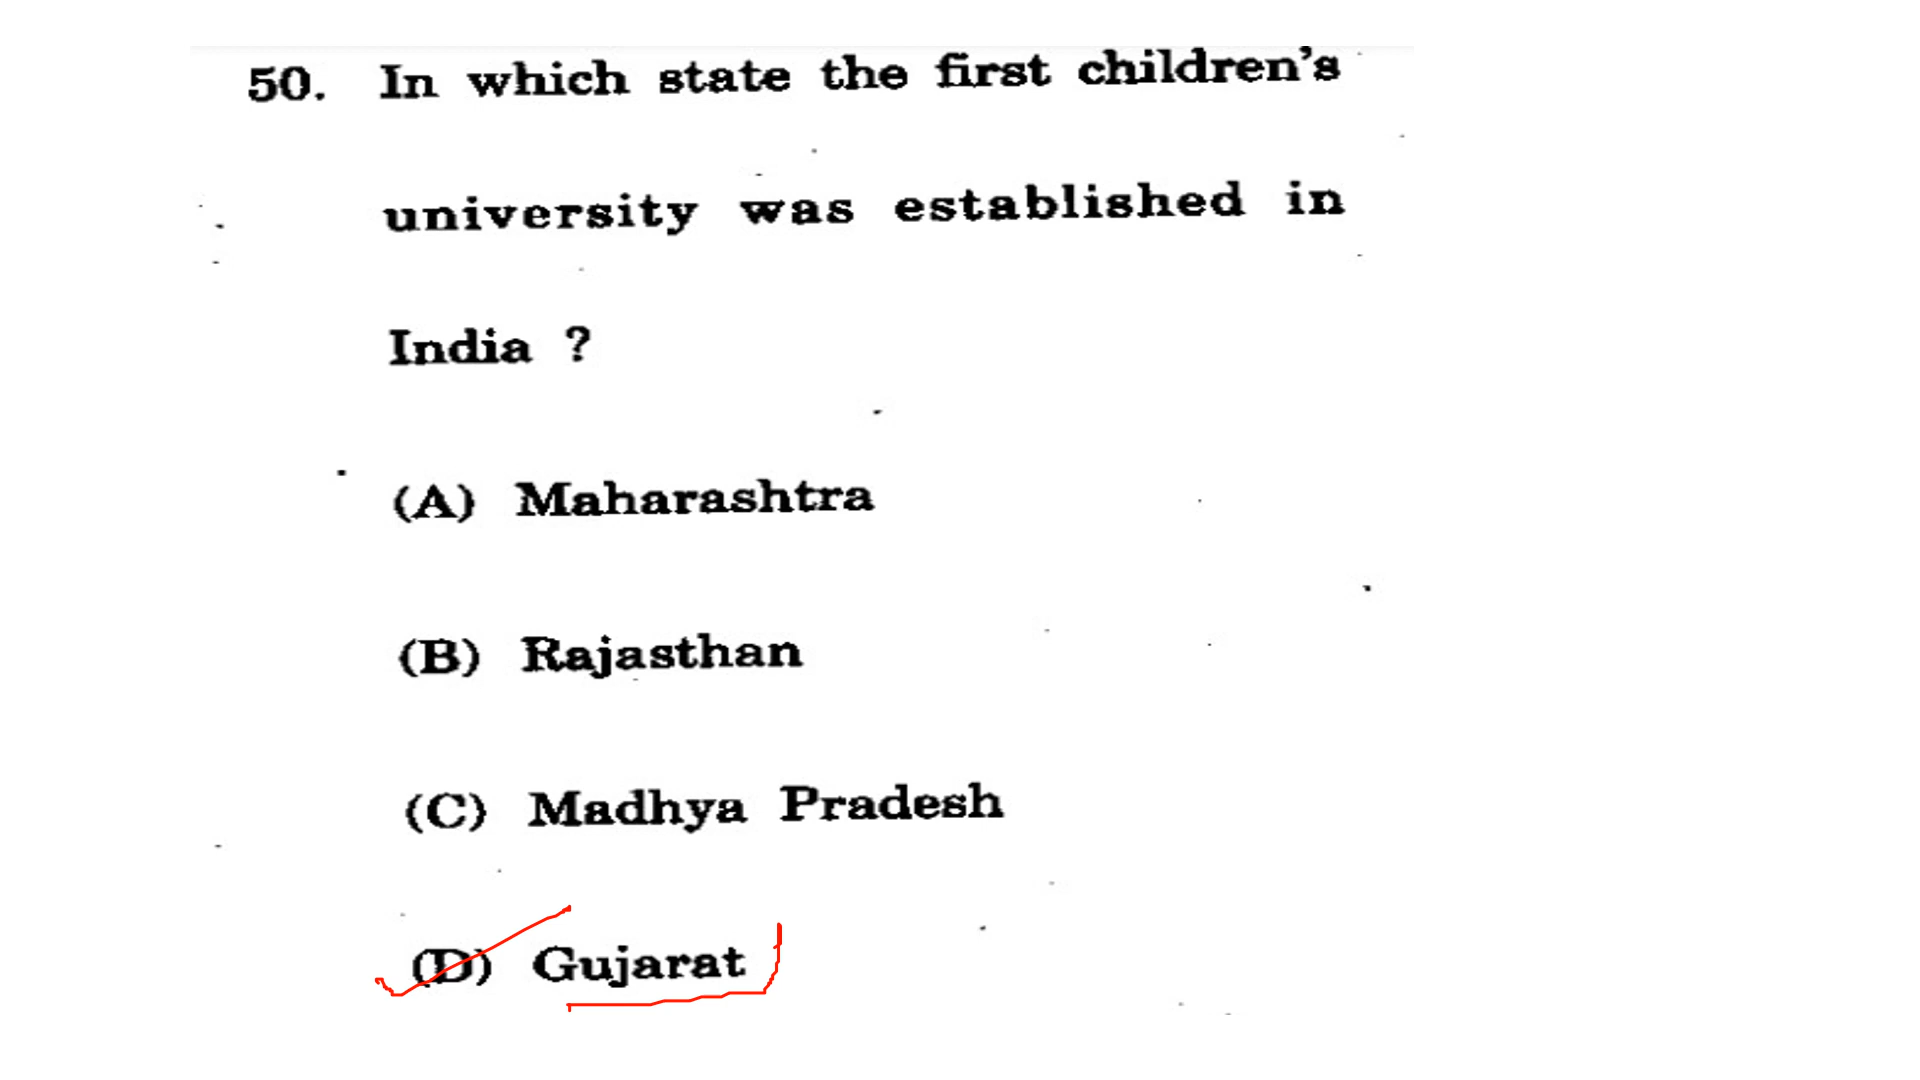 50. In which state the first children's
university was established in
India ?
(A) Maharashtra
(B) Rajasthan
(C) Madhya Pradesh
(D) Gujarat